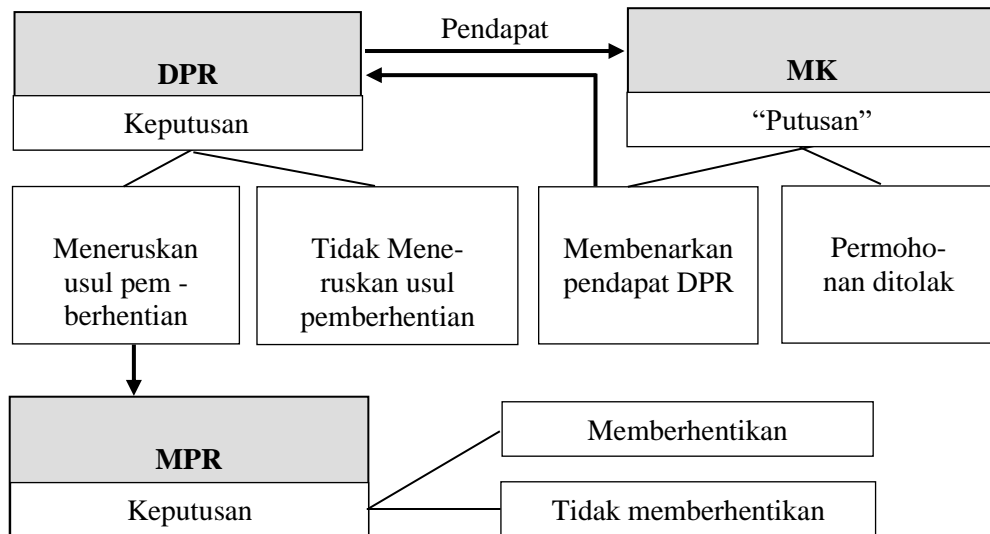 Pendapat
DPR
MK
Keputusan
“Putusan”
Meneruskan
usul pem -
berhentian
Tidak Mene-
ruskan usul
pemberhentian
Membenarkan
pendapat DPR
Permoho-
nan ditolak
MPR
Keputusan
Memberhentikan
Tidak memberhentikan